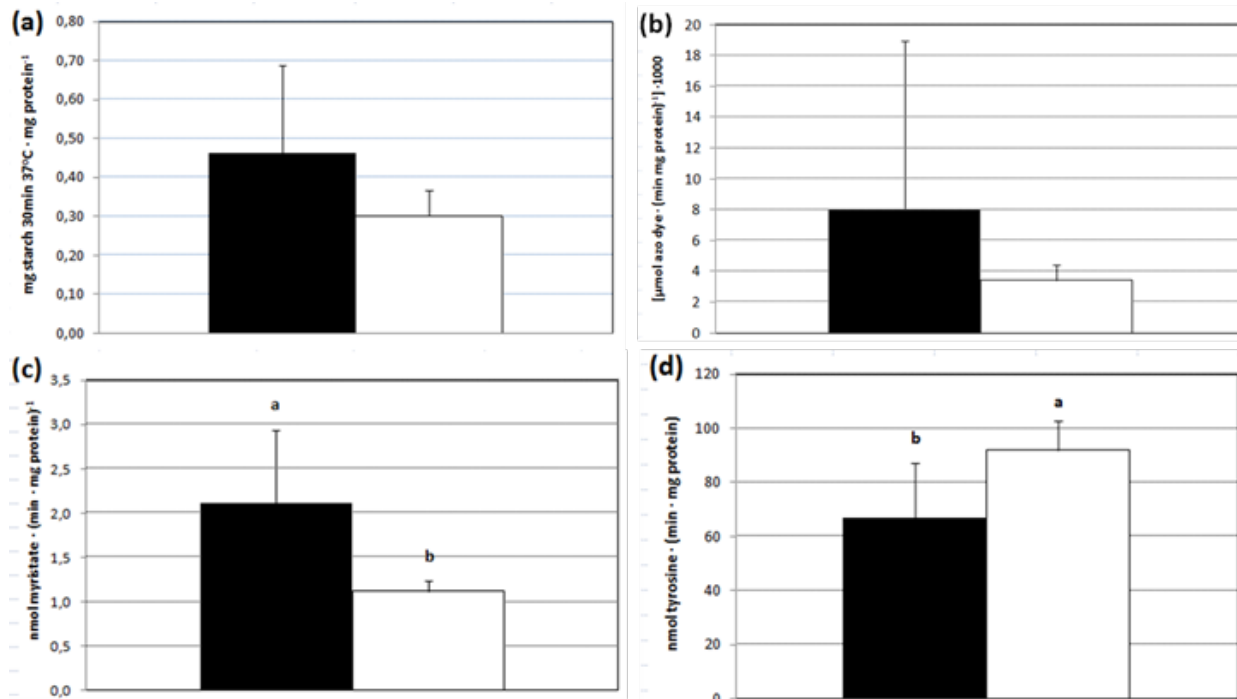 (a)
mg starch 30min 37ºC · mg protein⁻¹
0,80
0,70
0,60
0,50
0,40
0,30
0,20
0,10
0,00
(b)
[µmol azo dye · (min mg protein)⁻¹] ·1000
20
18
16
14
12
10
8
6
4
2
0
(c)
nmol myristate · (min · mg protein)⁻¹
3,5
3,0
2,5
2,0
1,5
1,0
0,5
0,0
a
b
(d)
nmol tyrosine · (min · mg protein)
120
100
80
60
40
20
0
b
a